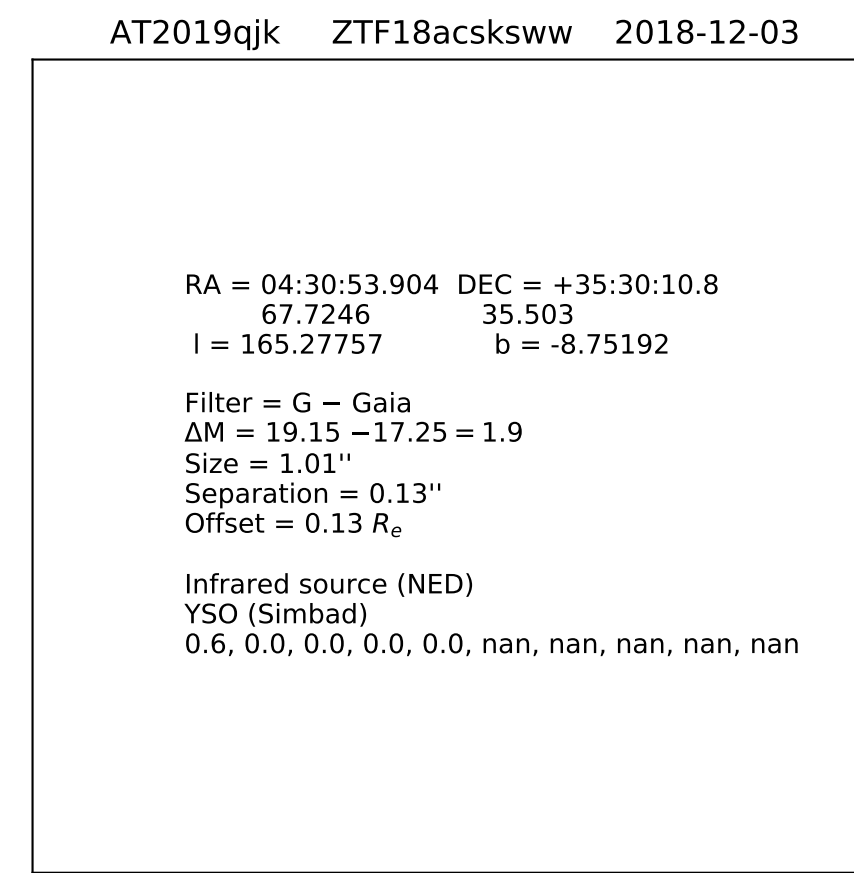 AT2019qjk ZTF18acsksww 2018-12-03
RA = 04:30:53.904 DEC = +35:30:10.8
67.7246 35.503
l = 165.27757 b = -8.75192
Filter = G − Gaia
ΔM = 19.15 −17.25 = 1.9
Size = 1.01''
Separation = 0.13''
Offset = 0.13 Rₑ
Infrared source (NED)
YSO (Simbad)
0.6, 0.0, 0.0, 0.0, 0.0, nan, nan, nan, nan, nan